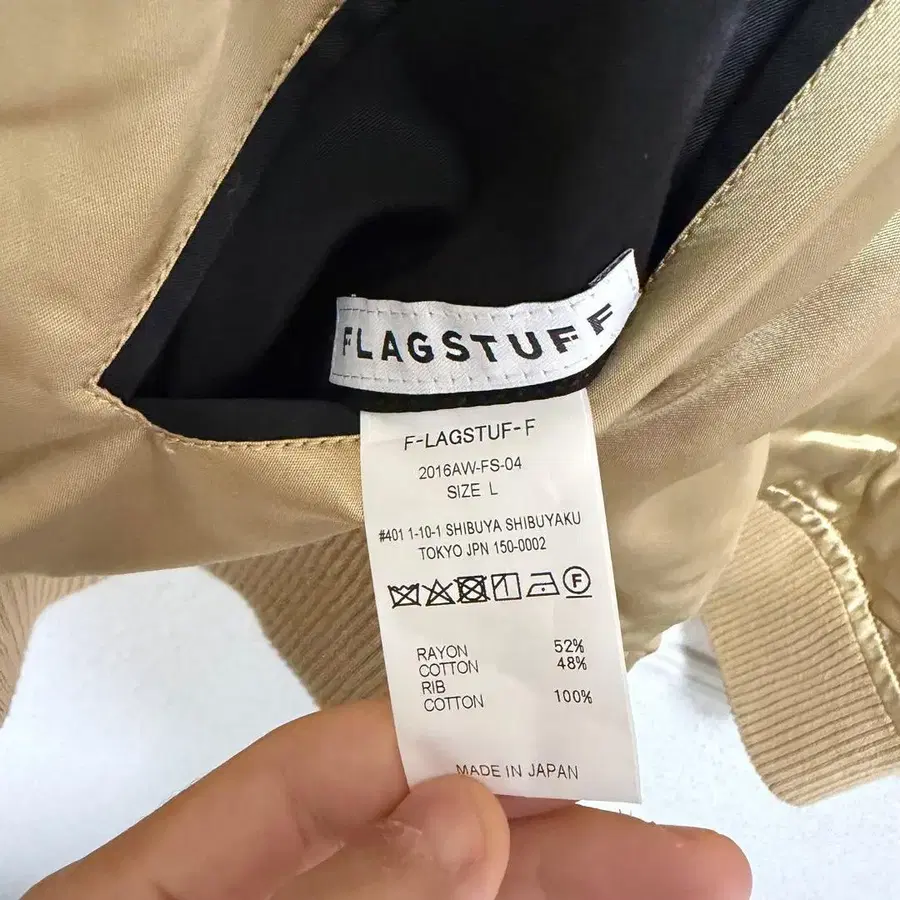 FLAGSTUFF
F-LAGSTUF-F
2016AW-FS-04
SIZE L
#401 1-10-1 SHIBUYA SHIBUYAKU
TOKYO JPN 150-0002
F
RAYON 52%
COTTON 48%
RIB
COTTON 100%
MADE IN JAPAN